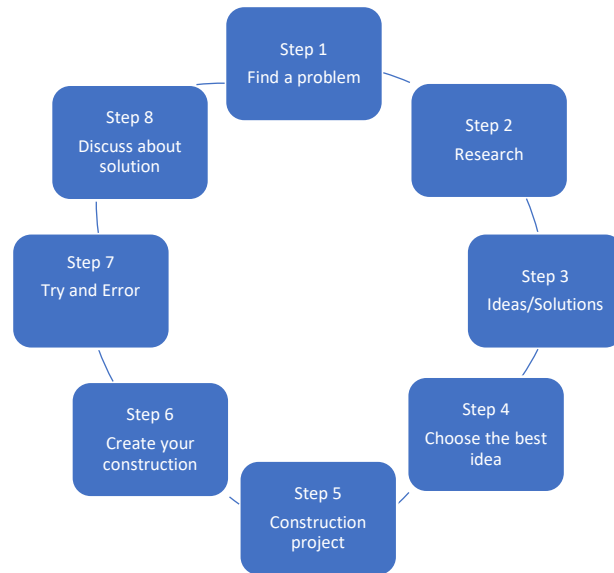 Step 1
Find a problem
Step 2
Research
Step 3
Ideas/Solutions
Step 4
Choose the best
idea
Step 5
Construction
project
Step 6
Create your
construction
Step 7
Try and Error
Step 8
Discuss about
solution